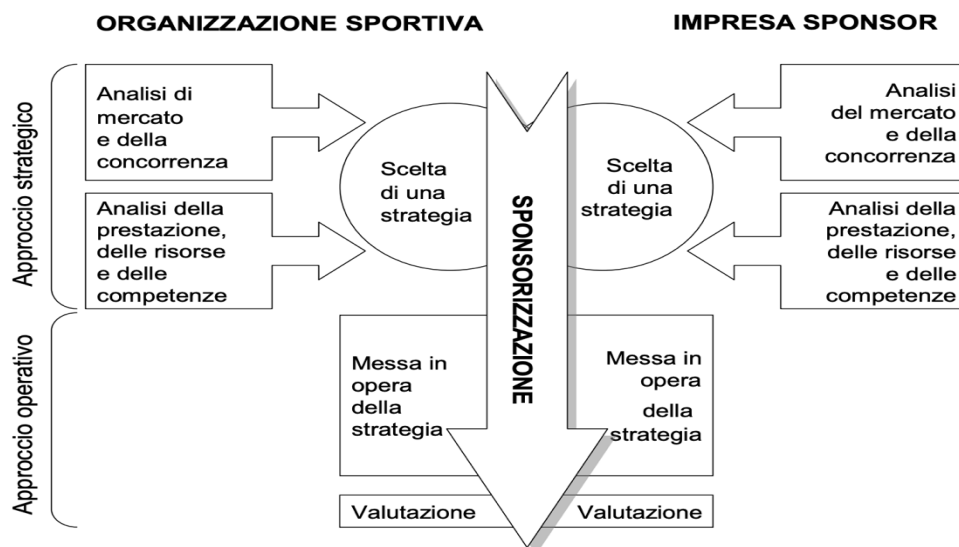 ORGANIZZAZIONE SPORTIVA
IMPRESA SPONSOR
Approccio strategico
Analisi di
mercato
e della
concorrenza
Analisi della
prestazione,
delle risorse
e delle
competenze
Scelta
di una
strategia
SPONSORIZZAZIONE
Scelta
di una
strategia
Analisi
del mercato
e della
concorrenza
Analisi della
prestazione,
delle risorse
e delle
competenze
Approccio operativo
Messa in
opera
della
strategia
Messa in
opera
della
strategia
Valutazione
Valutazione